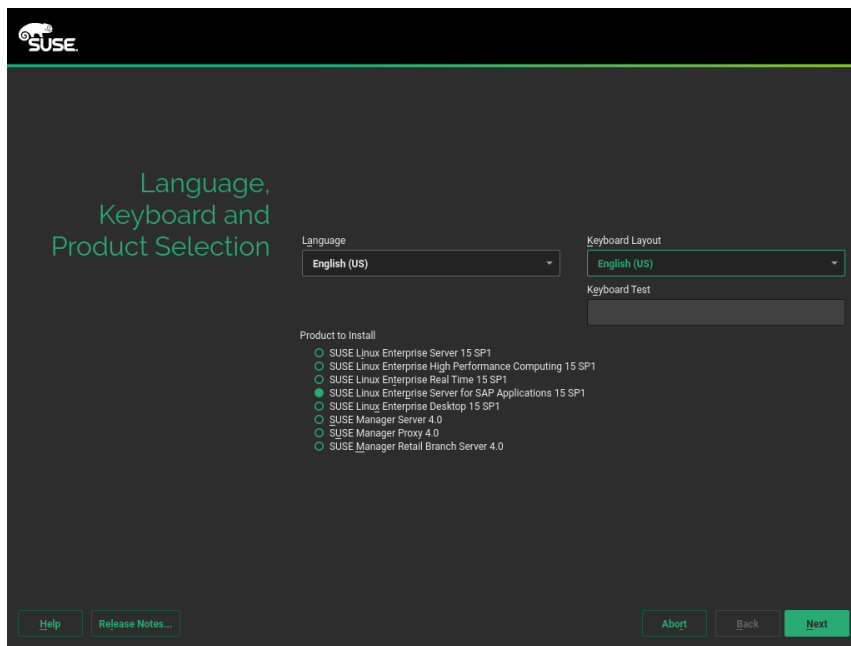 SUSE.
Language,
Keyboard and
Product Selection
Language
English (US)
Keyboard Layout
English (US)
Keyboard Test
Product to Install
SUSE Linux Enterprise Server 15 SP1
SUSE Linux Enterprise High Performance Computing 15 SP1
SUSE Linux Enterprise Real Time 15 SP1
SUSE Linux Enterprise Server for SAP Applications 15 SP1
SUSE Linux Enterprise Desktop 15 SP1
SUSE Manager Server 4.0
SUSE Manager Proxy 4.0
SUSE Manager Retail Branch Server 4.0
Help
Release Notes...
Abort
Back
Next